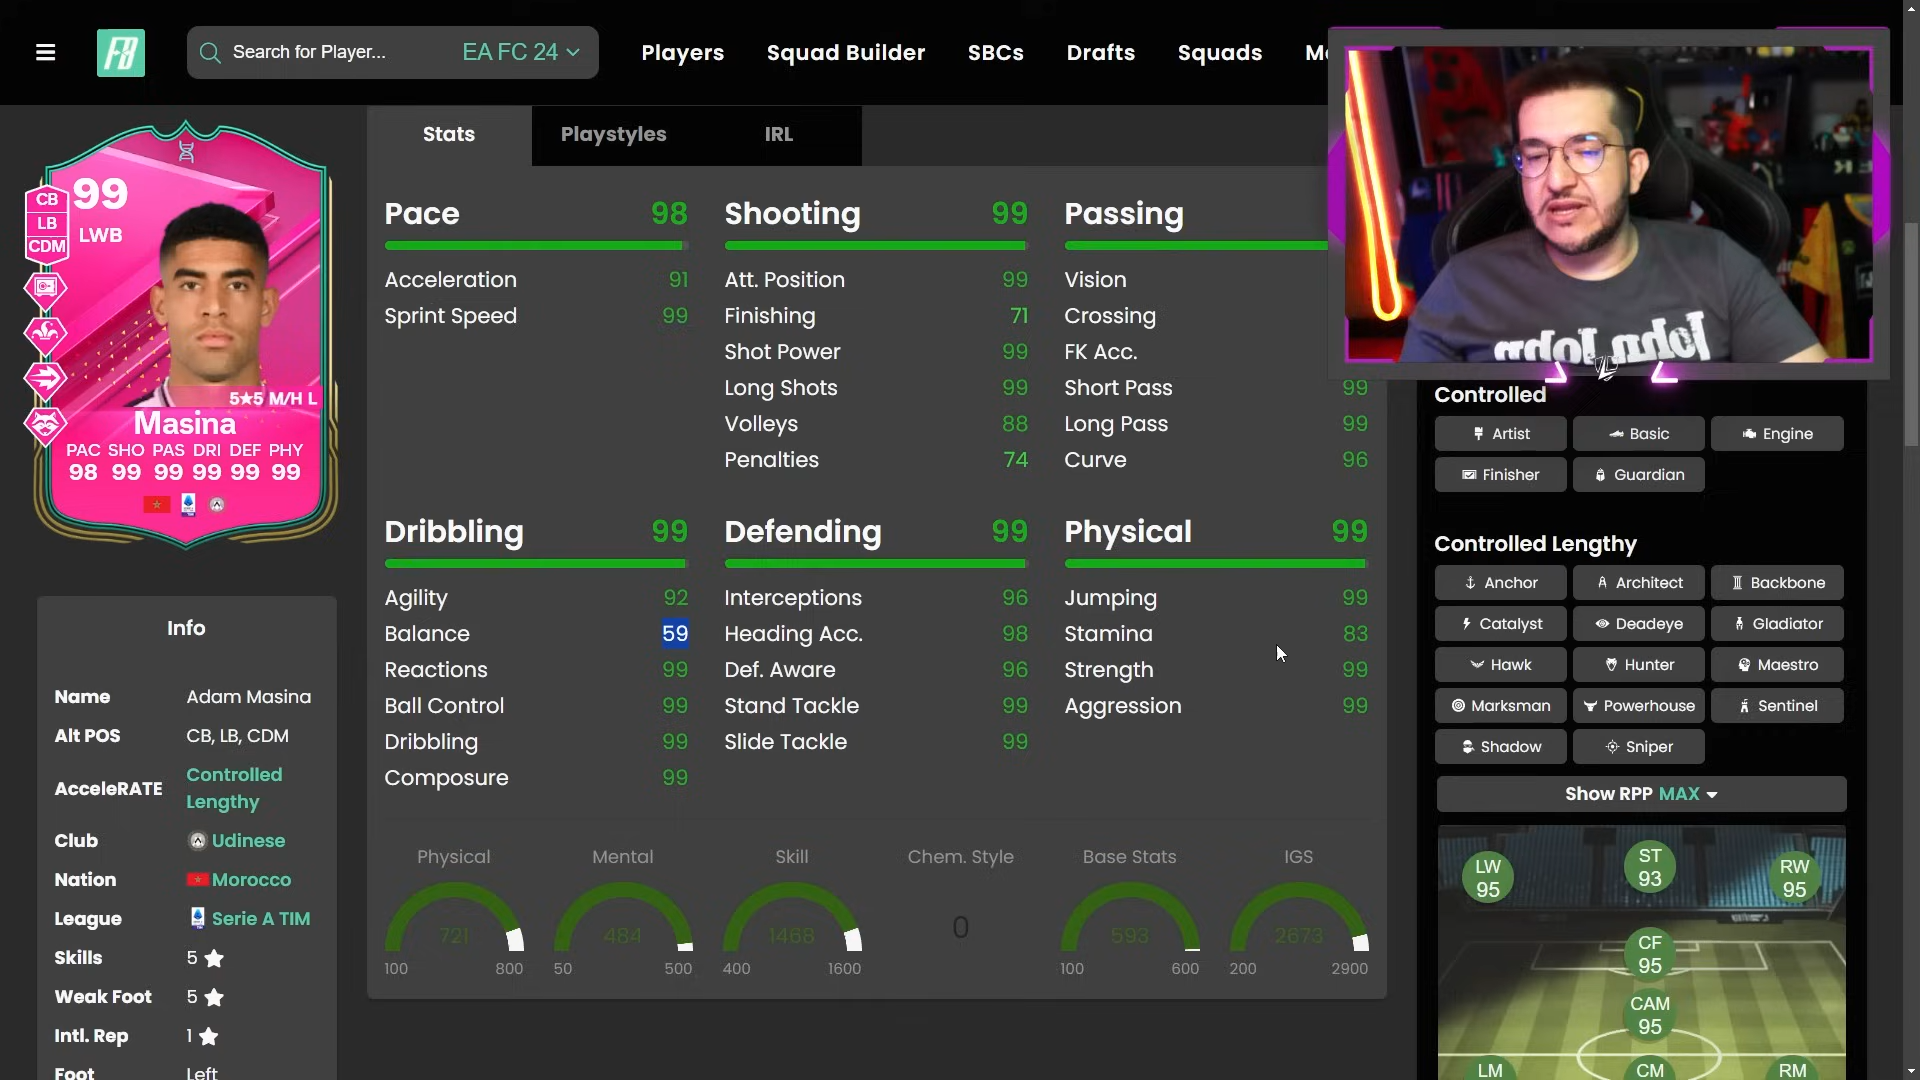 F8
Search for Player...
EA FC 24
Players
Squad Builder
SBCs
Drafts
Squads
CB
LB
CDM
99
LWB
5★5 M/H L
Masina
PAC SHO PAS DRI DEF PHY
98 99 99 99 99 99
Info
Name Adam Masina
Alt POS CB, LB, CDM
AcceleRATE Controlled
Lengthy
Club Udinese
Nation Morocco
League Serie A TIM
Skills 5
Weak Foot 5
Intl. Rep 1
Foot Left
Stats
Playstyles
IRL
Pace 98
Acceleration 91
Sprint Speed 99
Shooting 99
Att. Position 99
Finishing 71
Shot Power 99
Long Shots 99
Volleys 88
Penalties 74
Passing
Vision
Crossing
FK Acc.
Short Pass 99
Long Pass 99
Curve 96
Dribbling 99
Agility 92
Balance 59
Reactions 99
Ball Control 99
Dribbling 99
Composure 99
Defending 99
Interceptions 96
Heading Acc. 98
Def. Aware 96
Stand Tackle 99
Slide Tackle 99
Physical 99
Jumping 99
Stamina 83
Strength 99
Aggression 99
Physical
721
100 800
Mental
484
50 500
Skill
1468
400 1600
Chem. Style
0
Base Stats
593
100 600
IGS
2673
200 2900
John John
Controlled
Artist Basic Engine
Finisher Guardian
Controlled Lengthy
Anchor Architect Backbone
Catalyst Deadeye Gladiator
Hawk Hunter Maestro
Marksman Powerhouse Sentinel
Shadow Sniper
Show RPP MAX
LW
95
ST
93
RW
95
CF
95
CAM
95
LM
CM
RM